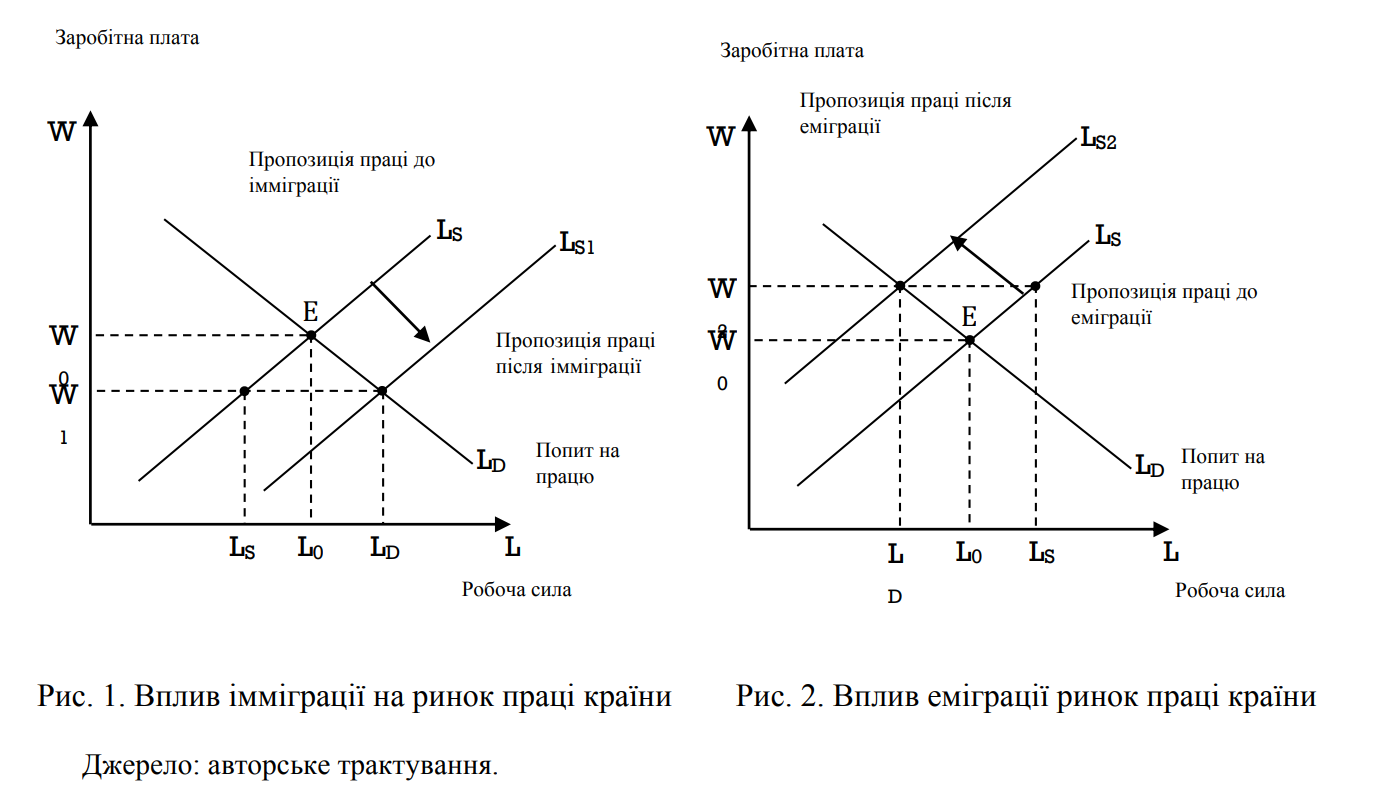 Заробітна плата
W
Пропозиція праці до
імміграції
LS
LS1
E
W
0
W
1
Пропозиція праці
після імміграції
LD
Попит на
працю
LS
L0
LD
L
Робоча сила
Рис. 1. Вплив імміграції на ринок праці країни
Заробітна плата
Пропозиція праці після
еміграції
W
LS2
LS
W
2
Пропозиція праці до
еміграції
E
W
0
LD
Попит на
працю
L
D
L0
LS
L
Робоча сила
Рис. 2. Вплив еміграції ринок праці країни
Джерело: авторське трактування.